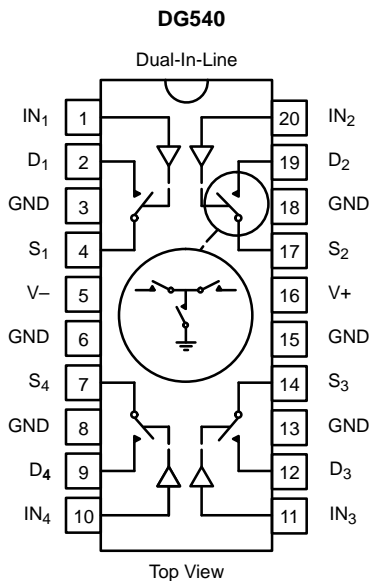 DG540
Dual-In-Line
IN1 1 20 IN2
D1 2 19 D2
GND 3 18 GND
S1 4 17 S2
V– 5 16 V+
GND 6 15 GND
S4 7 14 S3
GND 8 13 GND
D4 9 12 D3
IN4 10 11 IN3
Top View